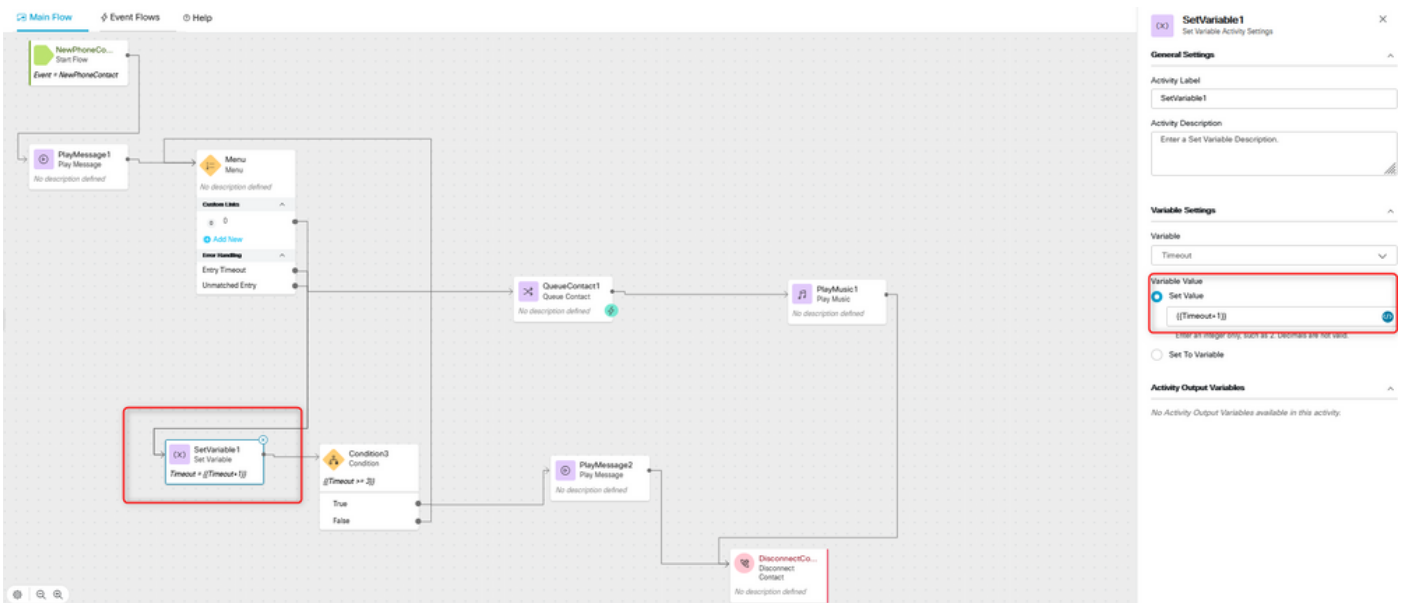 Main Flow
Event Flows
Help
NewPhoneCo...
Start Flow
Event = NewPhoneContact
PlayMessage1
Play Message
No description defined
Menu
Menu
No description defined
Custom Links
0 0
Add New
Error Handling
Entry Timeout
Unmatched Entry
QueueContact1
Queue Contact
No description defined
PlayMusic1
Play Music
No description defined
SetVariable1
Set Variable
Timeout = {{Timeout+1}}
Condition3
Condition
{{Timeout >= 3}}
True
False
PlayMessage2
Play Message
No description defined
DisconnectCo...
Disconnect
Contact
No description defined
SetVariable1
Set Variable Activity Settings
General Settings
Activity Label
SetVariable1
Activity Description
Enter a Set Variable Description.
Variable Settings
Variable
Timeout
Variable Value
Set Value
{{Timeout+1}}
Enter an integer only, such as 2. Decimals are not valid.
Set To Variable
Activity Output Variables
No Activity Output Variables available in this activity.